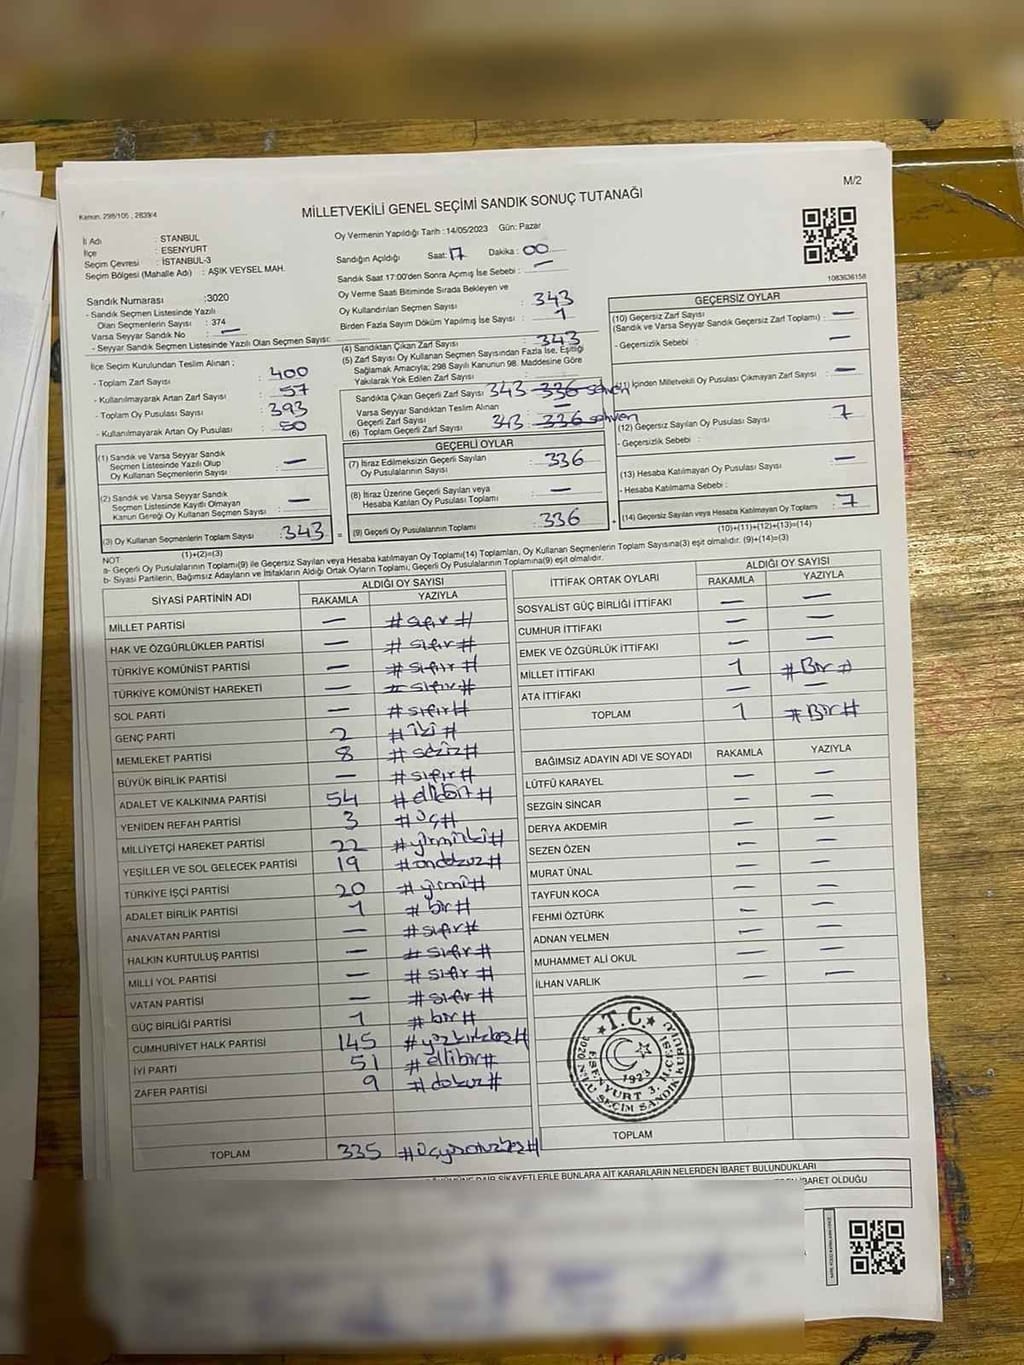 M/2
Kanun, 298/105 , 2839/4
MİLLETVEKİLİ GENEL SEÇİMİ SANDIK SONUÇ TUTANAĞI
İl Adı : STANBUL
İlçe : ESENYURT
Seçim Çevresi : İSTANBUL-3
Seçim Bölgesi (Mahalle Adı) : AŞIK VEYSEL MAH.
Sandık Numarası :3020
- Sandık Seçmen Listesinde Yazılı
Olan Seçmenlerin Sayısı : 374
Varsa Seyyar Sandık No : —
- Seyyar Sandık Seçmen Listesinde Yazılı Olan Seçmen Sayısı:
İlçe Seçim Kurulundan Teslim Alınan ;
- Toplam Zarf Sayısı : 400
- Kullanılmayarak Artan Zarf Sayısı : 57
- Toplam Oy Pusulası Sayısı : 393
- Kullanılmayarak Artan Oy Pusulası : 50
Oy Vermenin Yapıldığı Tarih : 14/05/2023 Gün: Pazar
Sandığın Açıldığı Saat: 17 Dakika : 00
Sandık Saat 17:00'den Sonra Açımış İse Sebebi : —
Oy Verme Saati Bitiminde Sırada Bekleyen ve
Oy Kullandırılan Seçmen Sayısı : 343
Birden Fazla Sayım Döküm Yapılmış İse Sayısı : 1
(4) Sandıktan Çıkan Zarf Sayısı : 343
(5) Zarf Sayısı Oy Kullanan Seçmen Sayısından Fazla İse, Eşitliği
Sağlamak Amacıyla; 298 Sayılı Kanunun 98. Maddesine Göre
Yakılarak Yok Edilen Zarf Sayısı :
Sandıkta Çıkan Geçerli Zarf Sayısı 343 336 sehven
Varsa Seyyar Sandıktan Teslim Alınan
Geçerli Zarf Sayısı : —
(6) Toplam Geçerli Zarf Sayısı 343 336 sehven
1083636158
GEÇERSİZ OYLAR
(10) Geçersiz Zarf Sayısı
(Sandık ve Varsa Seyyar Sandık Geçersiz Zarf Toplamı) : —
- Geçersizlik Sebebi : —
(11) İçinden Milletvekili Oy Pusulası Çıkmayan Zarf Sayısı : —
(12) Geçersiz Sayılan Oy Pusulası Sayısı : 7
- Geçersizlik Sebebi :
(13) Hesaba Katılmayan Oy Pusulası Sayısı : —
- Hesaba Katılmama Sebebi :
(14) Geçersiz Sayılan veya Hesaba Katılmayan Oy Toplamı : 7
(10)+(11)+(12)+(13)=(14)
(1) Sandık ve Varsa Seyyar Sandık
Seçmen Listesinde Yazılı Olup
Oy Kullanan Seçmenlerin Sayısı : —
(2) Sandık ve Varsa Seyyar Sandık
Seçmen Listesinde Kayıtlı Olmayan
Kanun Gereği Oy Kullanan Seçmen Sayısı : —
(3) Oy Kullanan Seçmenlerin Toplam Sayısı : 343
(1)+(2)=(3)
GEÇERLİ OYLAR
(7) İtiraz Edilmeksizin Geçerli Sayılan
Oy Pusulalarının Sayısı : 336
(8) İtiraz Üzerine Geçerli Sayılan veya
Hesaba Katılan Oy Pusulası Toplamı : —
(9) Geçerli Oy Pusulalarının Toplamı : 336
NOT
a- Geçerli Oy Pusulalarının Toplamı(9) ile Geçersiz Sayılan veya Hesaba katılmayan Oy Toplamı(14) Toplamları, Oy Kullanan Seçmenlerin Toplam Sayısına(3) eşit olmalıdır. (9)+(14)=(3)
b- Siyasi Partilerin, Bağımsız Adayların ve İttifakların Aldığı Ortak Oyların Toplamı, Geçerli Oy Pusulalarının Toplamına(9) eşit olmalıdır.
SİYASİ PARTİNİN ADI ALDIĞI OY SAYISI
RAKAMLA YAZIYLA
MİLLET PARTİSİ — #sıfır#
HAK VE ÖZGÜRLÜKLER PARTİSİ — #sıfır#
TÜRKİYE KOMÜNİST PARTİSİ — #sıfır#
TÜRKİYE KOMÜNİST HAREKETİ — #sıfır#
SOL PARTİ — #sıfır#
GENÇ PARTİ 2 #iki#
MEMLEKET PARTİSİ 8 #sekiz#
BÜYÜK BİRLİK PARTİSİ — #sıfır#
ADALET VE KALKINMA PARTİSİ 54 #ellidört#
YENİDEN REFAH PARTİSİ 3 #üç#
MİLLİYETÇİ HAREKET PARTİSİ 22 #yirmiiki#
YEŞİLLER VE SOL GELECEK PARTİSİ 19 #ondokuz#
TÜRKİYE İŞÇİ PARTİSİ 20 #yirmi#
ADALET BİRLİK PARTİSİ 1 #bir#
ANAVATAN PARTİSİ — #sıfır#
HALKIN KURTULUŞ PARTİSİ — #sıfır#
MİLLİ YOL PARTİSİ — #sıfır#
VATAN PARTİSİ — #sıfır#
GÜÇ BİRLİĞİ PARTİSİ 1 #bir#
CUMHURİYET HALK PARTİSİ 145 #yüzkırkbeş#
İYİ PARTİ 51 #ellibir#
ZAFER PARTİSİ 9 #dokuz#
TOPLAM 335 #üçyüzotuzbeş#
İTTİFAK ORTAK OYLARI ALDIĞI OY SAYISI
RAKAMLA YAZIYLA
SOSYALİST GÜÇ BİRLİĞİ İTTİFAKI — —
CUMHUR İTTİFAKI — —
EMEK VE ÖZGÜRLÜK İTTİFAKI — —
MİLLET İTTİFAKI 1 #Bir#
ATA İTTİFAKI — —
TOPLAM 1 #Bir#
BAĞIMSIZ ADAYIN ADI VE SOYADI RAKAMLA YAZIYLA
LÜTFÜ KARAYEL — —
SEZGİN SİNCAR — —
DERYA AKDEMİR — —
SEZEN ÖZEN — —
MURAT ÜNAL — —
TAYFUN KOCA — —
FEHMİ ÖZTÜRK — —
ADNAN YELMEN — —
MUHAMMET ALİ OKUL — —
İLHAN VARLIK — —
T.C.
1923
ESENYURT 3. İLÇESİ
3020 NO'LU SEÇİM SANDIK KURULU
TOPLAM
DAİR ŞİKAYETLERLE BUNLARA AİT KARARLARIN NELERDEN İBARET BULUNDUKLARI
İBARET OLDUĞU